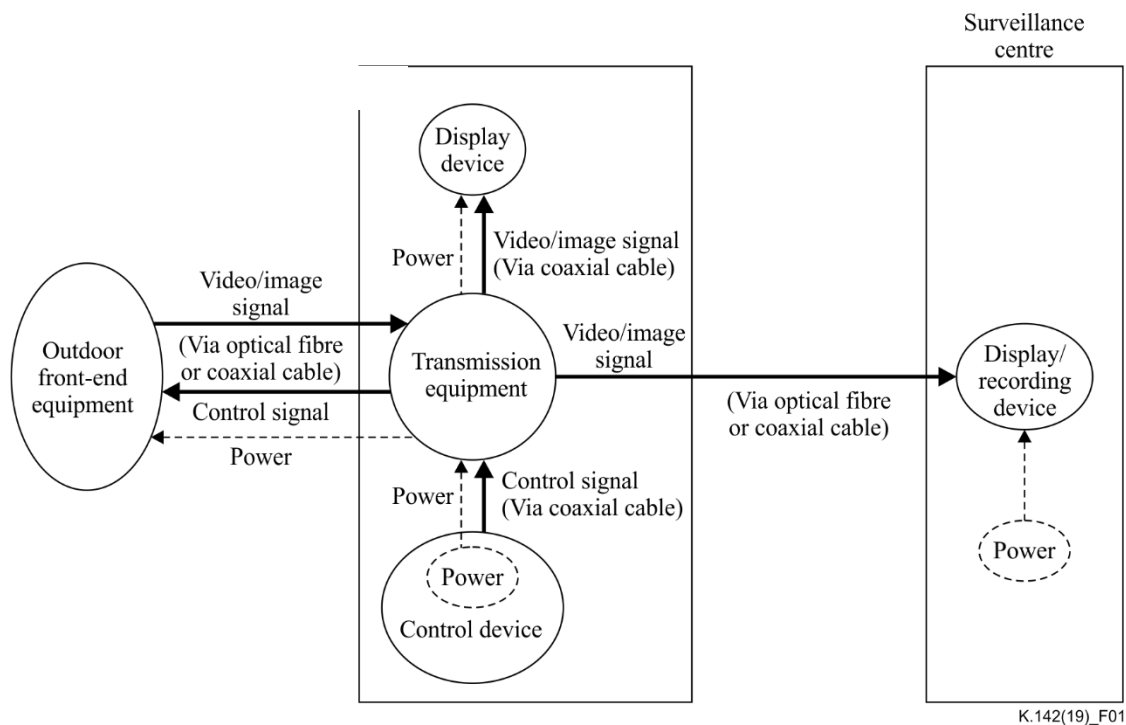 Surveillance
centre
Display
device
Power
Video/image signal
(Via coaxial cable)
Video/image
signal
(Via optical fibre
or coaxial cable)
Control signal
Power
Outdoor
front-end
equipment
Transmission
equipment
Video/image
signal
(Via optical fibre
or coaxial cable)
Display/
recording
device
Power
Control signal
(Via coaxial cable)
Power
Control device
Power
K.142(19)_F01